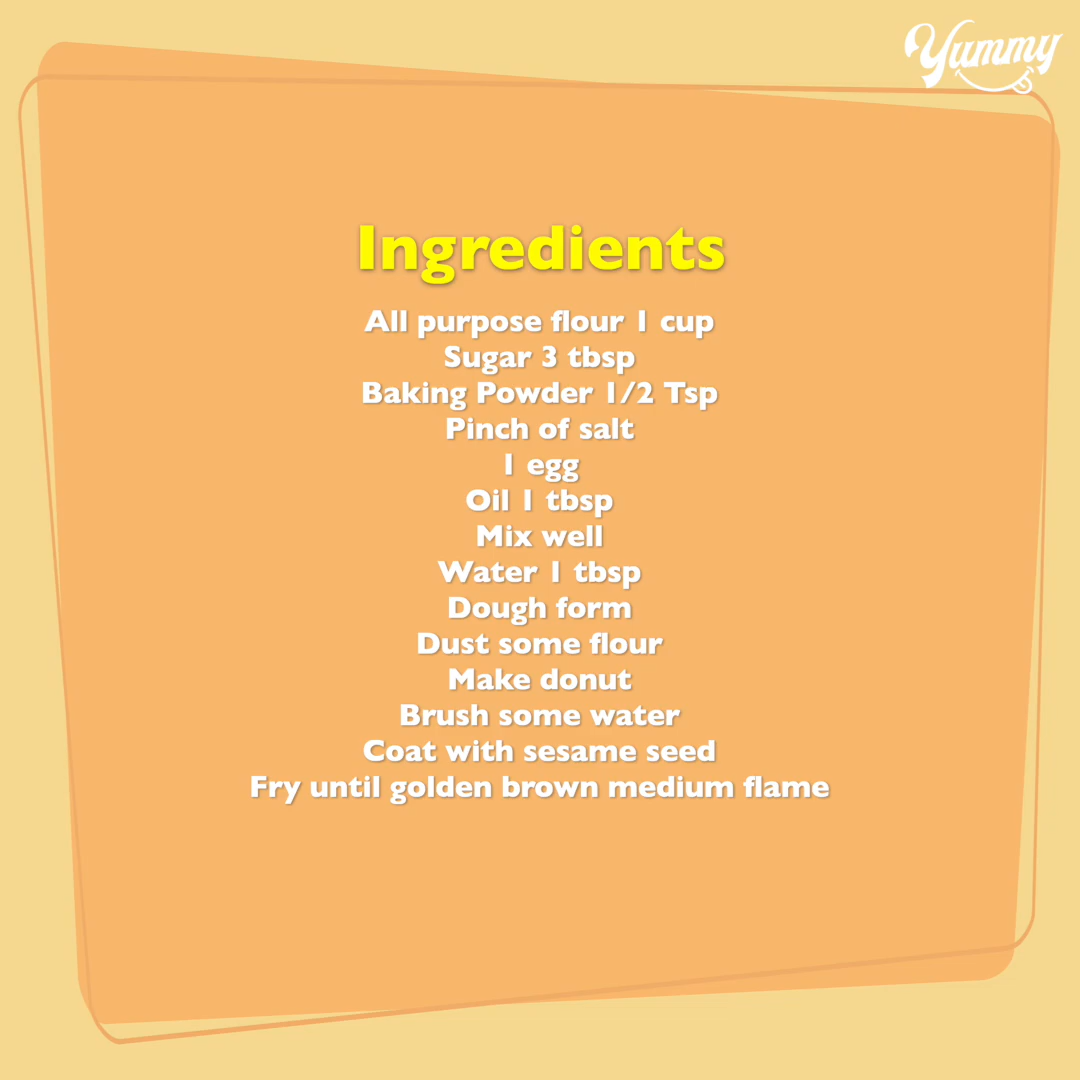 Yummy
Ingredients
All purpose flour 1 cup
Sugar 3 tbsp
Baking Powder 1/2 Tsp
Pinch of salt
1 egg
Oil 1 tbsp
Mix well
Water 1 tbsp
Dough form
Dust some flour
Make donut
Brush some water
Coat with sesame seed
Fry until golden brown medium flame